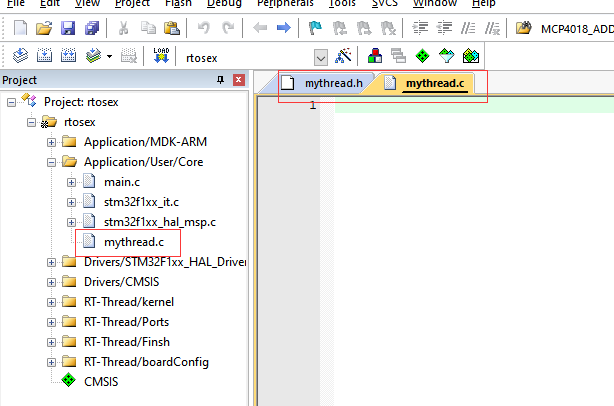 File Edit View Project Flash Debug Peripherals Tools SVCS Window Help
MCP4018_ADD
LOAD rtosex
Project
mythread.h mythread.c
1
Project: rtosex
rtosex
Application/MDK-ARM
Application/User/Core
main.c
stm32f1xx_it.c
stm32f1xx_hal_msp.c
mythread.c
Drivers/STM32F1xx_HAL_Driver
Drivers/CMSIS
RT-Thread/kernel
RT-Thread/Ports
RT-Thread/Finsh
RT-Thread/boardConfig
CMSIS